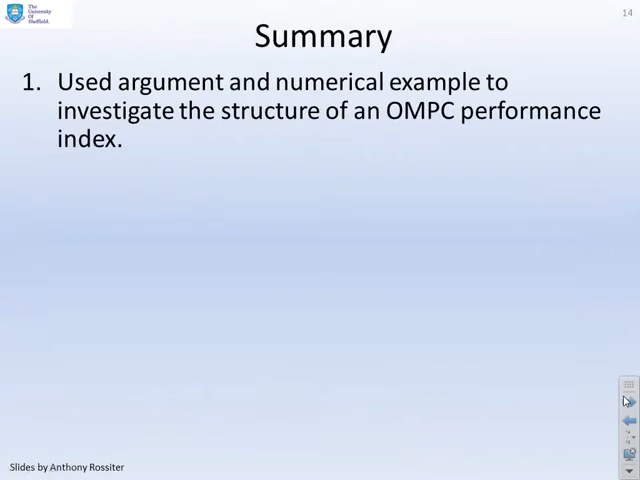 The
University
Of
Sheffield.
14
Summary
1. Used argument and numerical example to
investigate the structure of an OMPC performance
index.
Slides by Anthony Rossiter